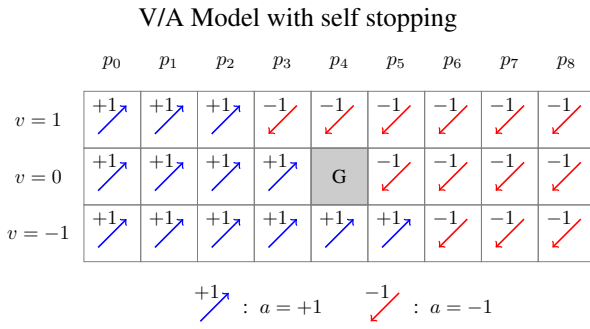 V/A Model with self stopping
p₀ p₁ p₂ p₃ p₄ p₅ p₆ p₇ p₈
v = 1 +1 +1 +1 −1 −1 −1 −1 −1 −1
v = 0 +1 +1 +1 +1 G −1 −1 −1 −1
v = −1 +1 +1 +1 +1 +1 +1 −1 −1 −1
+1 : a = +1 −1 : a = −1